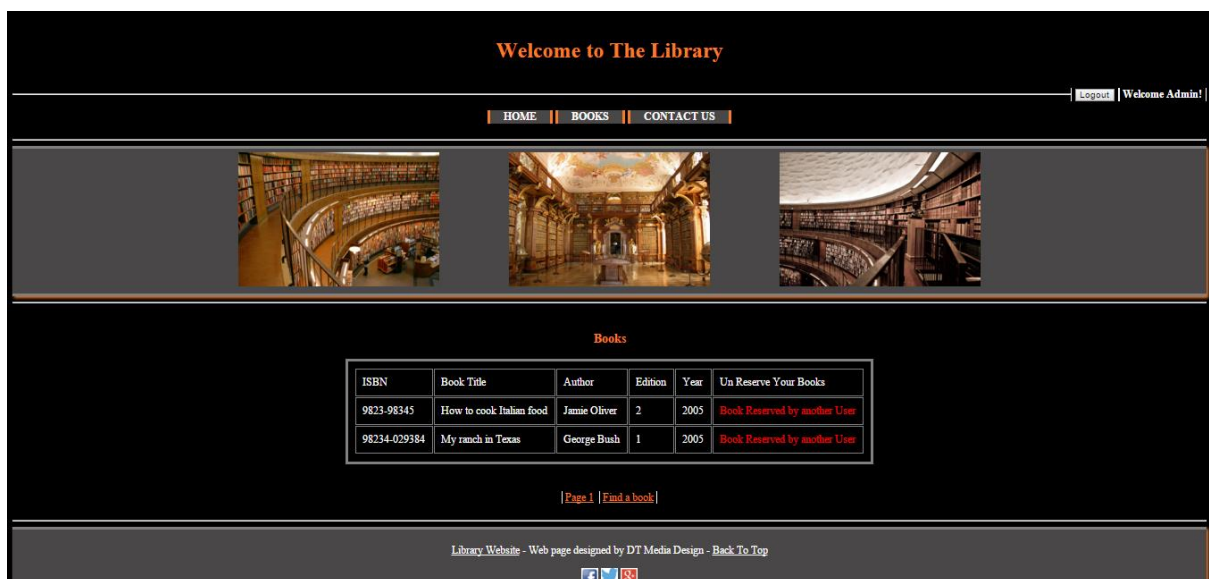 Welcome to The Library
Logout Welcome Admin!
HOME BOOKS CONTACT US
Books
ISBN Book Title Author Edition Year Un Reserve Your Books
9823-98345 How to cook Italian food Jamie Oliver 2 2005 Book Reserved by another User
98234-029384 My ranch in Texas George Bush 1 2005 Book Reserved by another User
Page 1 Find a book
Library Website - Web page designed by DT Media Design - Back To Top